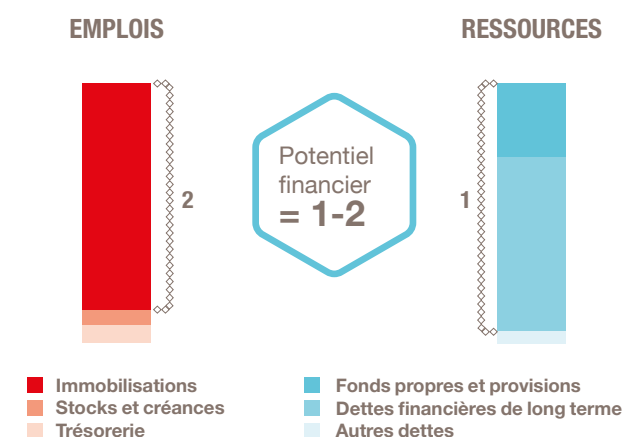 EMPLOIS
RESSOURCES
Potentiel
financier
= 1-2
2
1
Immobilisations
Stocks et créances
Trésorerie
Fonds propres et provisions
Dettes financières de long terme
Autres dettes